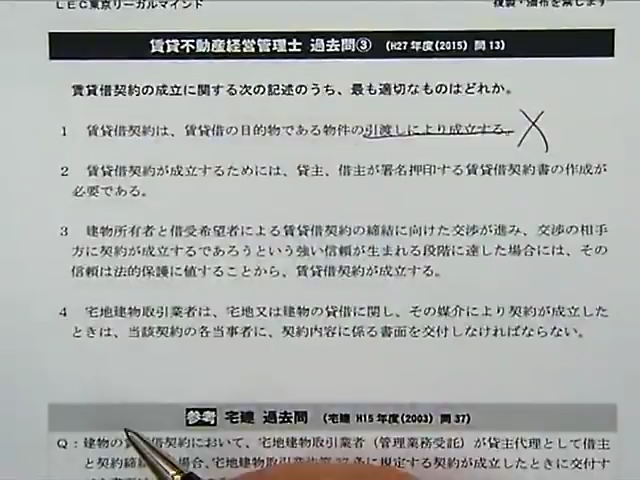 LEC東京リーガルマインド 複製・頒布を禁じます
賃貸不動産経営管理士 過去問③ (H27年度(2015) 問13)
賃貸借契約の成立に関する次の記述のうち、最も適切なものはどれか。
1 賃貸借契約は、賃貸借の目的物である物件の引渡しにより成立する。 ×
2 賃貸借契約が成立するためには、貸主、借主が署名押印する賃貸借契約書の作成が
必要である。
3 建物所有者と借受希望者による賃貸借契約の締結に向けた交渉が進み、交渉の相手
方に契約が成立するであろうという強い信頼が生まれる段階に達した場合には、その
信頼は法的保護に値することから、賃貸借契約が成立する。
4 宅地建物取引業者は、宅地又は建物の貸借に関し、その媒介により契約が成立した
ときは、当該契約の各当事者に、契約内容に係る書面を交付しなければならない。
参考 宅建 過去問 (宅建 H15年度(2003) 問37)
Q：建物の 借契約において、宅地建物取引業者（管理業務受託）が貸主代理として借主
と契約締 場合、宅地建物取引業法第37条に規定する契約が成立したときに交付す